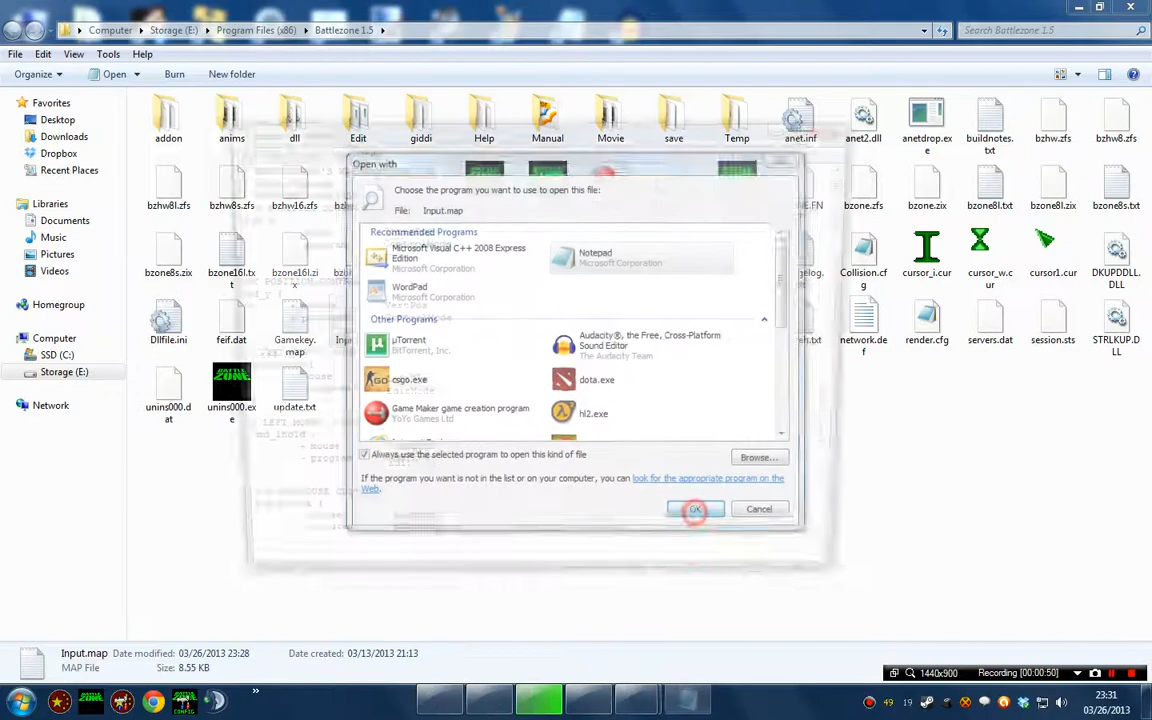 Computer Storage (E:) Program Files (x86) Battlezone 1.5
Search Battlezone 1.5
File Edit View Tools Help
Organize Open Burn New folder
Favorites
Desktop
Downloads
Dropbox
Recent Places
Libraries
Documents
Music
Pictures
Videos
Homegroup
Computer
SSD (C:)
Storage (E:)
Network
addon anims dll Edit giddi Help Manual Movie save Temp anet.inf anet2.dll anetdrop.ex
e
buildnotes.
txt
bzhw.zfs bzhw8.zfs
bzhw8l.zfs bzhw8s.zfs bzhw16.zfs
bzone.zfs bzone.zix bzone8l.txt bzone8l.zix bzone8s.txt
bzone8s.zix bzone16l.tx
t
bzone16l.zi
x
Collision.cf
g
cursor_i.cur cursor_w.c
ur
cursor1.cur DKUPDDLL.
DLL
Dllfile.ini feif.dat Gamekey.
map
network.de
f
render.cfg servers.dat session.txt STRLKUP.D
LL
unins000.d
at
unins000.ex
e
update.txt
Open with
Choose the program you want to use to open this file:
File: Input.map
Recommended Programs
Microsoft Visual C++ 2008 Express
Edition
Microsoft Corporation
Notepad
Microsoft Corporation
WordPad
Microsoft Corporation
Other Programs
µTorrent
BitTorrent, Inc.
Audacity®, the Free, Cross-Platform
Sound Editor
The Audacity Team
csgo.exe
dota.exe
Game Maker game creation program
YoYo Games Ltd
hl2.exe
Always use the selected program to open this kind of file
Browse...
If the program you want is not in the list or on your computer, you can look for the appropriate program on the
Web.
OK
Cancel
Input.map Date modified: 03/26/2013 23:28 Date created: 03/13/2013 21:13
MAP File Size: 8.55 KB
1440x900 Recording [00:00:50]
49 19
23:31
03/26/2013